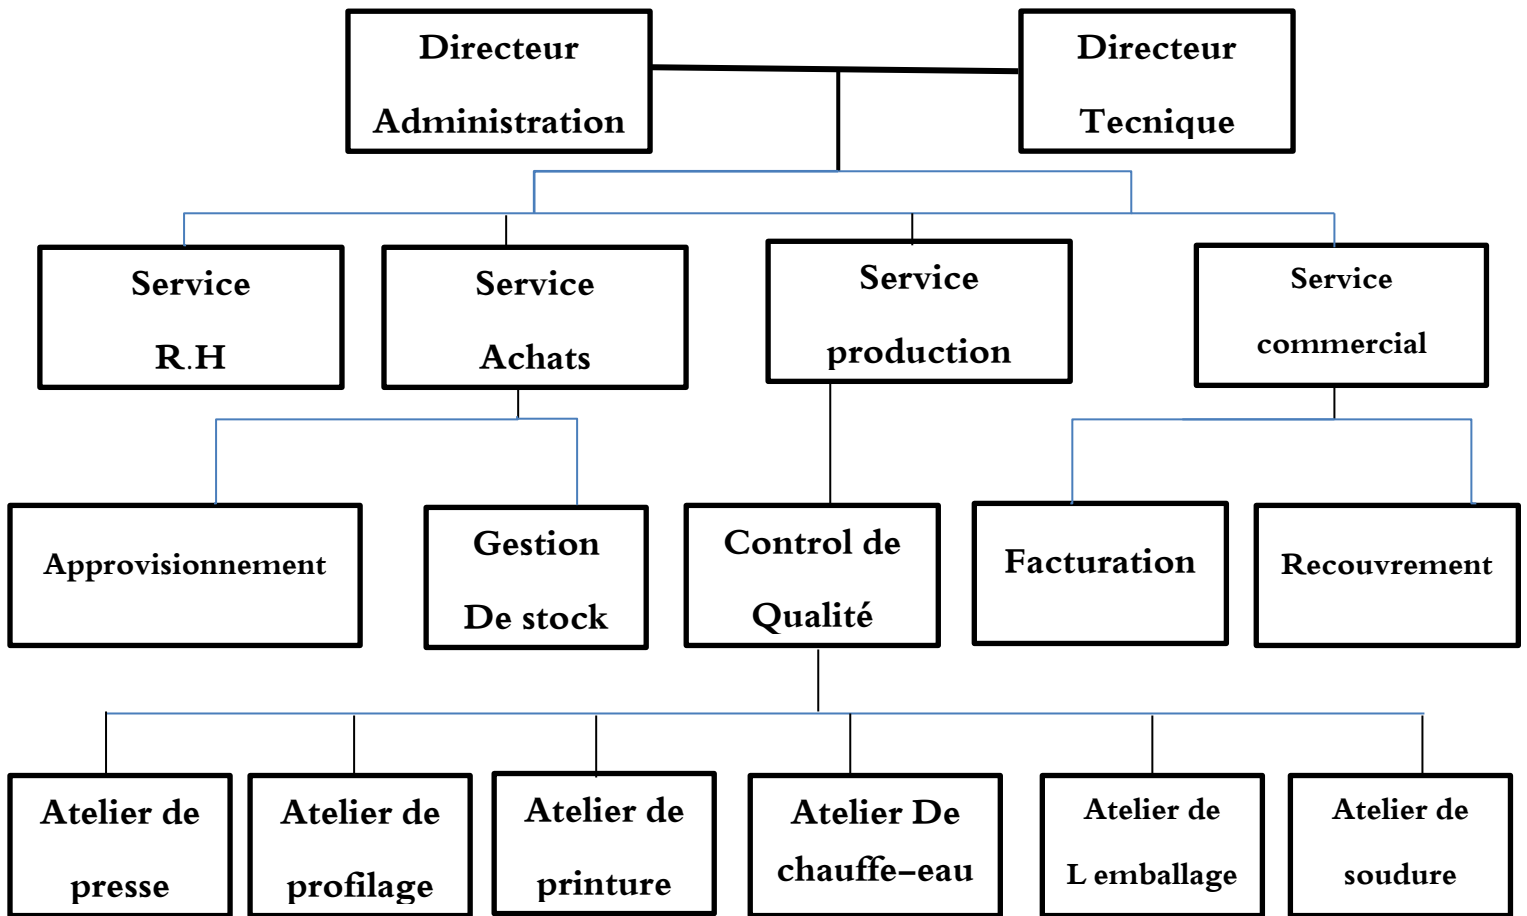 Directeur
Administration
Directeur
Tecnique
Service
R.H
Service
Achats
Service
production
Service
commercial
Approvisionnement
Gestion
De stock
Control de
Qualité
Facturation
Recouvrement
Atelier de
presse
Atelier de
profilage
Atelier de
printure
Atelier De
chauffe-eau
Atelier de
L emballage
Atelier de
soudure